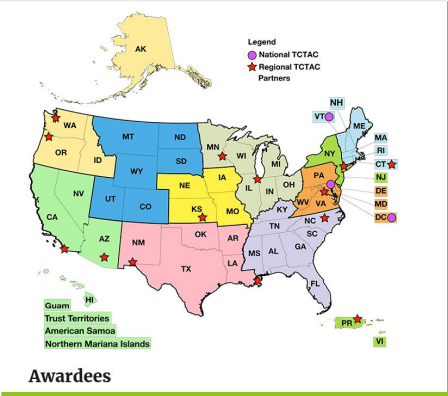 AK
Legend
National TCTAC
Regional TCTAC
Partners
NH
VT
ME
WA
MT
ND
MN
MA
RI
CT
OR
ID
SD
WI
MI
NY
NJ
WY
PA
DE
MD
DC
NV
UT
CO
NE
IA
IL
IN
OH
WV
VA
CA
KS
MO
KY
NC
AZ
NM
OK
AR
TN
SC
TX
LA
MS
AL
GA
FL
HI
Guam
Trust Territories
American Samoa
Northern Mariana Islands
PR
VI
Awardees